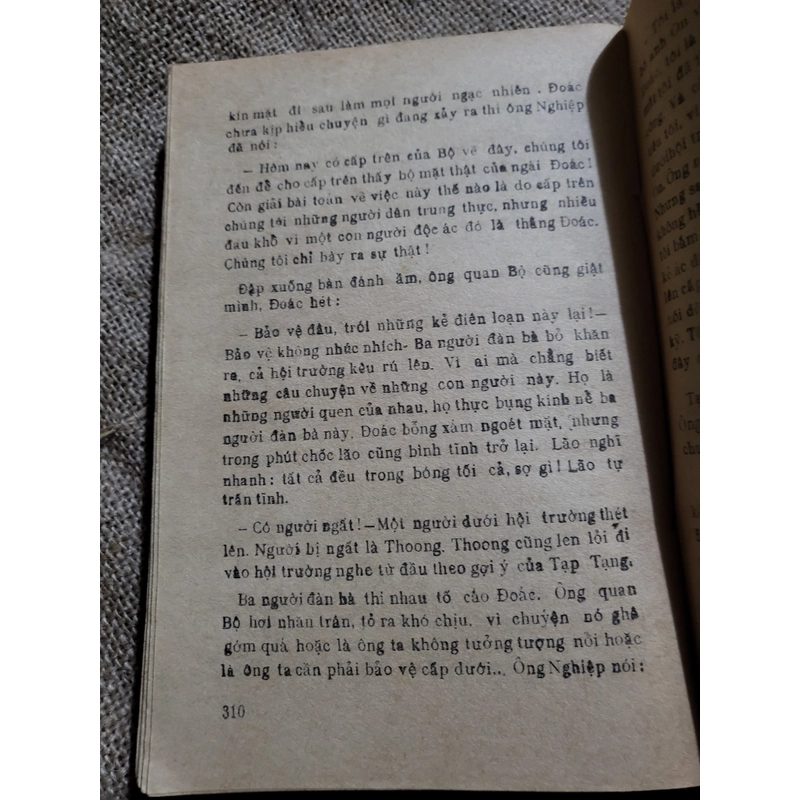 kín mặt đi sau làm mọi người ngạc nhiên. Đoác
chưa kịp hiểu chuyện gì đang xảy ra thì ông Nghiệp
đã nói:
— Hôm nay có cấp trên của Bộ về đây, chúng tôi
đến để cho cấp trên thấy bộ mặt thật của ngài Đoác!
Còn giải bài toán về việc này thế nào là do cấp trên
chúng tôi những người dân trung thực, nhưng nhiều
đau khổ vì một con người độc ác đó là thằng Đoác.
Chúng tôi chỉ bày ra sự thật!
Đập xuống bàn đánh ầm, ông quan Bộ cũng giật
mình, Đoác hét:
— Bảo vệ đâu, trói những kẻ điên loạn này lại!—
Bảo vệ không nhúc nhích- Ba người đàn bà bỏ khăn
ra, cả hội trường kêu rú lên. Vì ai mà chẳng biết
những câu chuyện về những con người này. Họ là
những người quen của nhau, họ thực bụng kính nể ba
người đàn bà này. Đoác bỗng xám ngoét mặt, nhưng
trong phút chốc lão cũng bình tĩnh trở lại. Lão nghĩ
nhanh: tất cả đều trong bóng tối cả, sợ gì! Lão tự
trấn tĩnh.
— Có người ngất!—Một người dưới hội trường thét
lên. Người bị ngất là Thoong. Thoong cũng len lỏi đi
vào hội trường nghe từ đầu theo gợi ý của Tạp Tạng.
Ba người đàn bà thi nhau tố cáo Đoác. Ông quan
Bộ hơi nhăn trán, tỏ ra khó chịu. vì chuyện nó ghê
gớm quá hoặc là ông ta không tưởng tượng nồi hoặc
là ông ta cần phải bảo vệ cấp dưới... Ông Nghiệp nói:
310